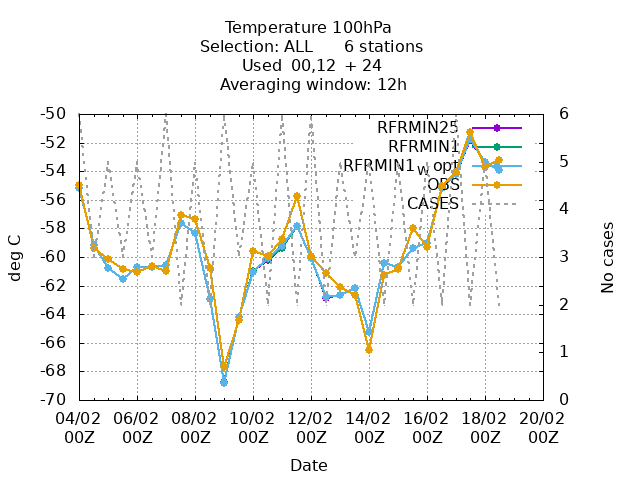 Temperature 100hPa
Selection: ALL 6 stations
Used 00,12 + 24
Averaging window: 12h
-50
-52
-54
-56
-58
-60
-62
-64
-66
-68
-70
deg C
6
5
4
3
2
1
0
No cases
RFRMIN25
RFRMIN1
RFRMIN1_w_opt
OBS
CASES
04/02 06/02 08/02 10/02 12/02 14/02 16/02 18/02 20/02
00Z 00Z 00Z 00Z 00Z 00Z 00Z 00Z 00Z
Date